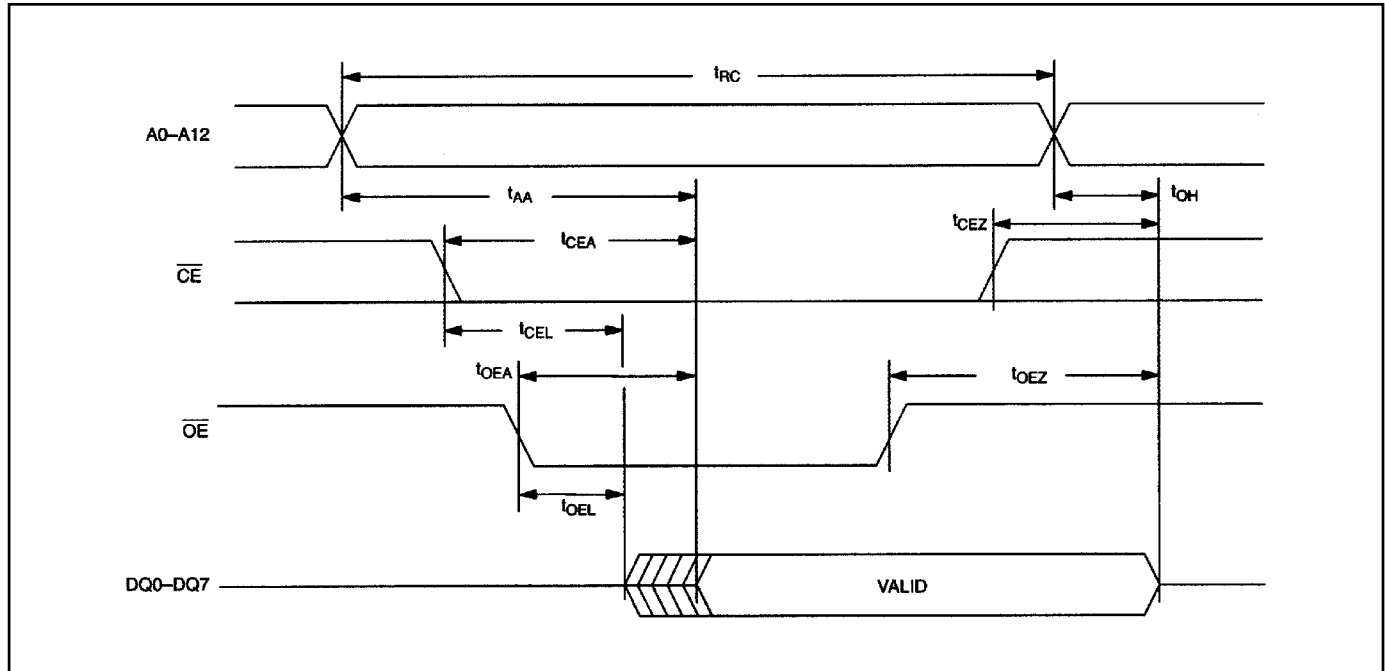 tRC
A0–A12
tAA
tOH
tCEA
tCEZ
CE
tCEL
tOEA
tOEZ
OE
tOEL
DQ0–DQ7
VALID